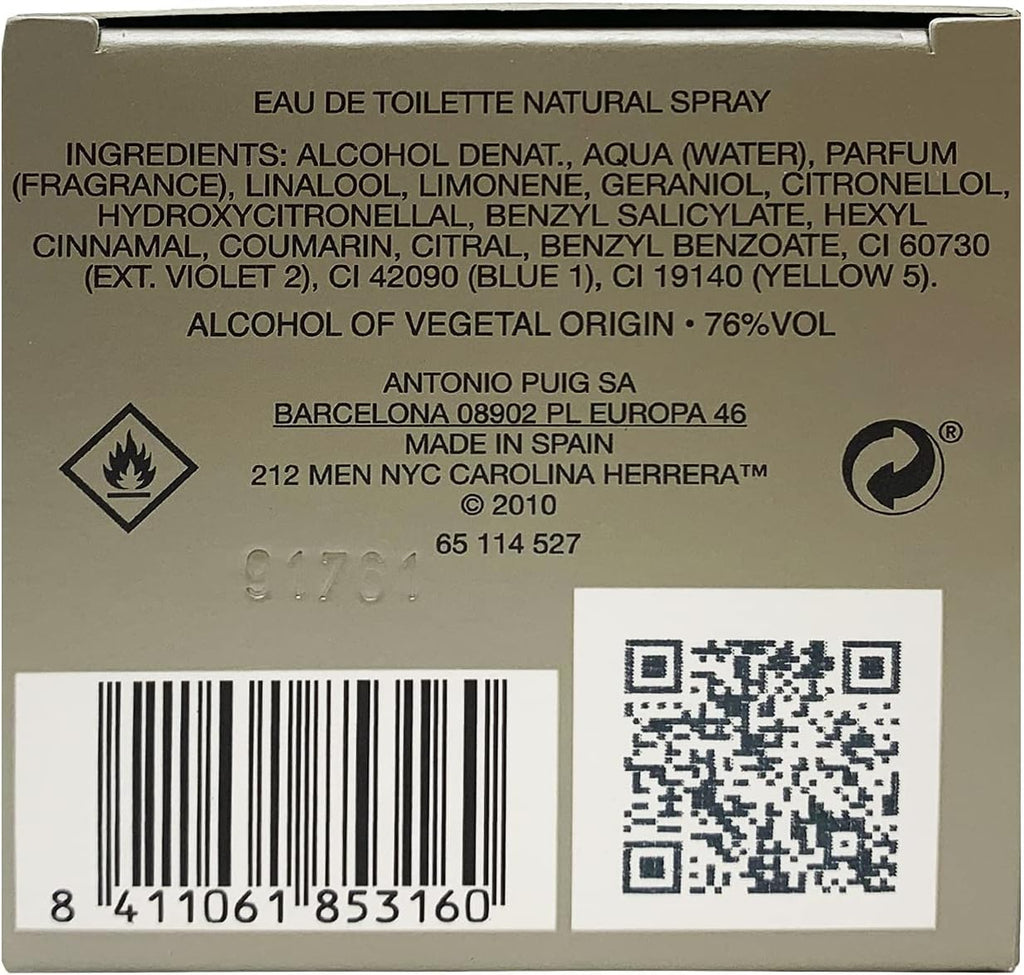 EAU DE TOILETTE NATURAL SPRAY
INGREDIENTS: ALCOHOL DENAT., AQUA (WATER), PARFUM
(FRAGRANCE), LINALOOL, LIMONENE, GERANIOL, CITRONELLOL,
HYDROXYCITRONELLAL, BENZYL SALICYLATE, HEXYL
CINNAMAL, COUMARIN, CITRAL, BENZYL BENZOATE, CI 60730
(EXT. VIOLET 2), CI 42090 (BLUE 1), CI 19140 (YELLOW 5).
ALCOHOL OF VEGETAL ORIGIN • 76%VOL
ANTONIO PUIG SA
BARCELONA 08902 PL EUROPA 46
MADE IN SPAIN
212 MEN NYC CAROLINA HERRERA™
© 2010
®
65 114 527
91761
8 411061 853160